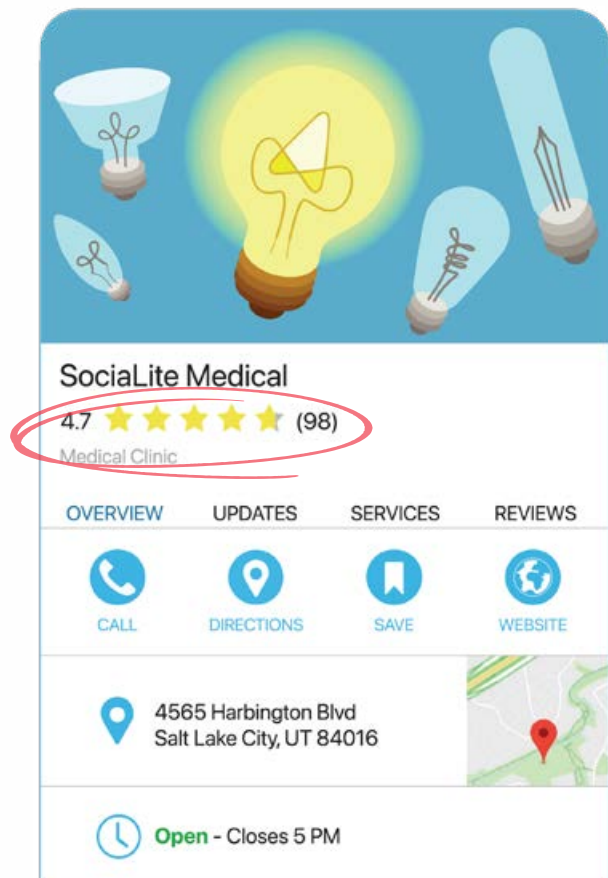 SociaLite Medical
4.7 (98)
Medical Clinic
OVERVIEW UPDATES SERVICES REVIEWS
CALL DIRECTIONS SAVE WEBSITE
4565 Harbington Blvd
Salt Lake City, UT 84016
Open - Closes 5 PM